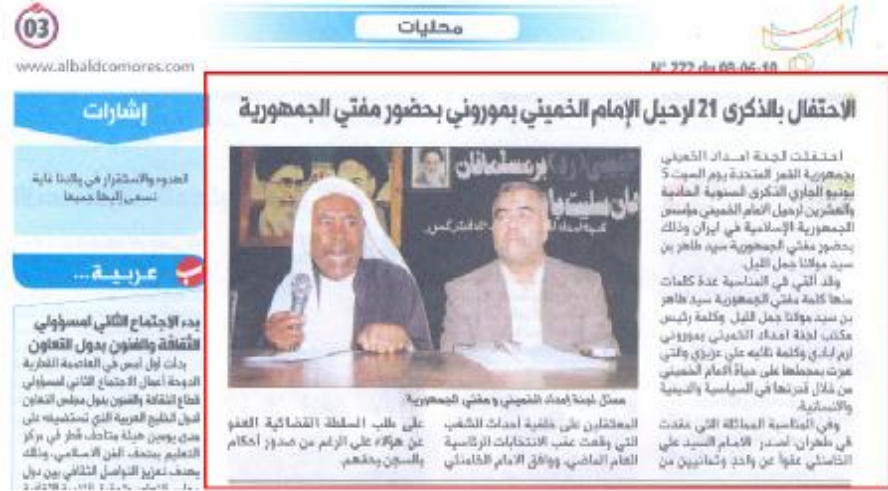 03
محليات
www.albaldcomores.com
N° 222 du 09-06-10
إشارات
الهدوء والاستقرار في بلادنا غاية
نسعى إليها جميعا
عربية...
بدء الاجتماع الثاني لمسؤولي
الثقافة والفنون بدول التعاون
بدأت أول أمس في العاصمة القطرية
الدوحة أعمال الاجتماع الثاني لمسؤولي
قطاع الثقافة والفنون بدول مجلس التعاون
لدول الخليج العربية الذي تستضيفه على
مدى يومين هيئة متاحف قطر في مركز
التعليم بمتحف الفن الاسلامي، وذلك
بهدف تعزيز التواصل الثقافي بين دول
الاحتفال بالذكرى 21 لرحيل الإمام الخميني بموروني بحضور مفتي الجمهورية
احتفلت لجنة امداد الخميني
بجمهورية القمر المتحدة يوم السبت 5
يونيو الجاري الذكرى السنوية الحادية
والعشرين لرحيل الامام الخميني مؤسس
الجمهورية الإسلامية في ايران وذلك
بحضور مفتي الجمهورية سيد طاهر بن
سيد مولانا جمل الليل.
وقد ألقي في المناسبة عدة كلمات
منها كلمة مفتي الجمهورية سيد طاهر
بن سيد مولانا جمل الليل وكلمة رئيس
مكتب لجنة امداد الخميني بموروني
ارم ابادي وكلمة نائبه علي عزيزي والتي
عبرت بمجملها على حياة الامام الخميني
من خلال قدرتها في السياسية والدينية
والانسانية.
وفي المناسبة المماثلة التي عقدت
في طهران، أصدر الامام السيد علي
الخامنئي عفوا عن واحد وثمانين من
ممثل لجنة إمداد الخميني و مفتي الجمهورية
المعتقلين على خلفية أحداث الشغب
التي وقعت عقب الانتخابات الرئاسية
العام الماضي، ووافق الامام الخامنئي
على طلب السلطة القضائية العفو
عن هؤلاء على الرغم من صدور أحكام
بالسجن بحقهم.